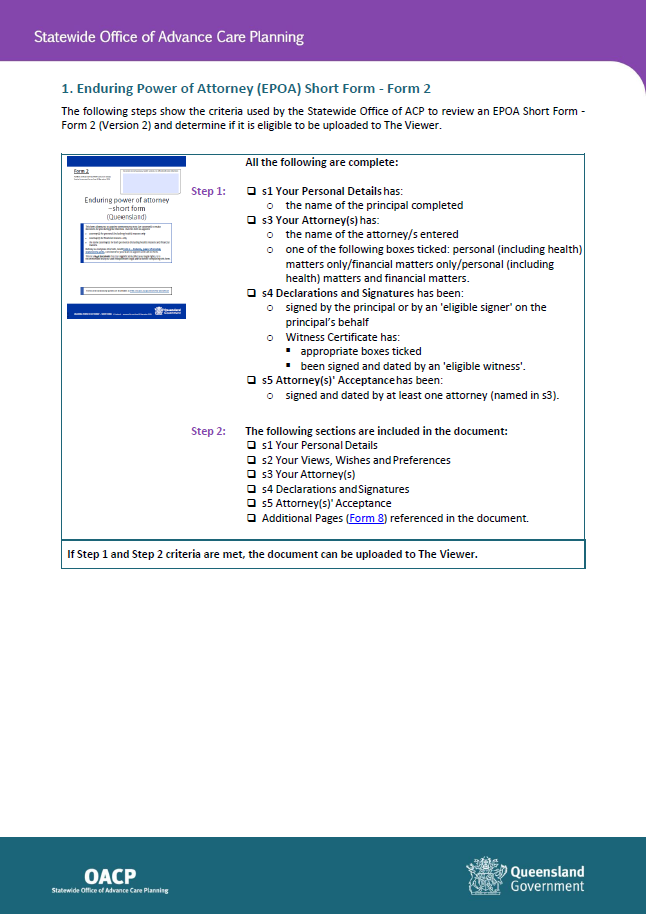 Statewide Office of Advance Care Planning
1. Enduring Power of Attorney (EPOA) Short Form - Form 2
The following steps show the criteria used by the Statewide Office of ACP to review an EPOA Short Form -
Form 2 (Version 2) and determine if it is eligible to be uploaded to The Viewer.
Form 2
Enduring power of attorney
–short form
(Queensland)
Queensland
Government
All the following are complete:
Step 1:
❑ s1 Your Personal Details has:
o the name of the principal completed
❑ s3 Your Attorney(s) has:
o the name of the attorney/s entered
o one of the following boxes ticked: personal (including health)
matters only/financial matters only/personal (including
health) matters and financial matters.
❑ s4 Declarations and Signatures has been:
o signed by the principal or by an 'eligible signer' on the
principal’s behalf
o Witness Certificate has:
▪ appropriate boxes ticked
▪ been signed and dated by an 'eligible witness'.
❑ s5 Attorney(s)' Acceptance has been:
o signed and dated by at least one attorney (named in s3).
Step 2:
The following sections are included in the document:
❑ s1 Your Personal Details
❑ s2 Your Views, Wishes and Preferences
❑ s3 Your Attorney(s)
❑ s4 Declarations and Signatures
❑ s5 Attorney(s)' Acceptance
❑ Additional Pages (Form 8) referenced in the document.
If Step 1 and Step 2 criteria are met, the document can be uploaded to The Viewer.
OACP
Statewide Office of Advance Care Planning
Queensland
Government